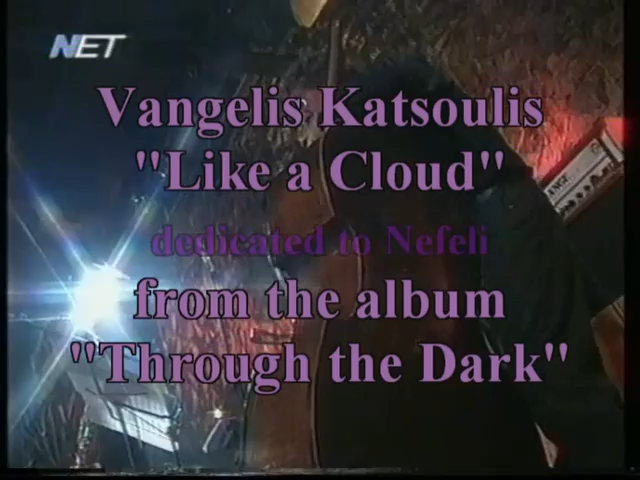 NET
Vangelis Katsoulis
"Like a Cloud"
dedicated to Nefeli
from the album
"Through the Dark"